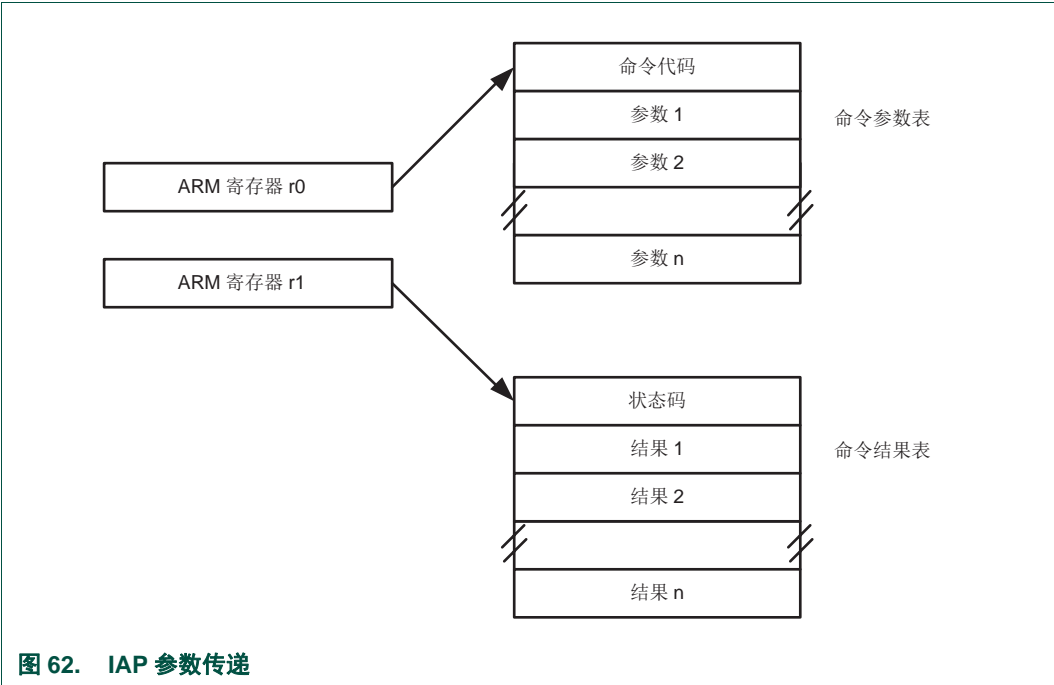 命令代码
参数 1
命令参数表
参数 2
ARM 寄存器 r0
参数 n
ARM 寄存器 r1
状态码
结果 1
命令结果表
结果 2
结果 n
图 62. IAP 参数传递